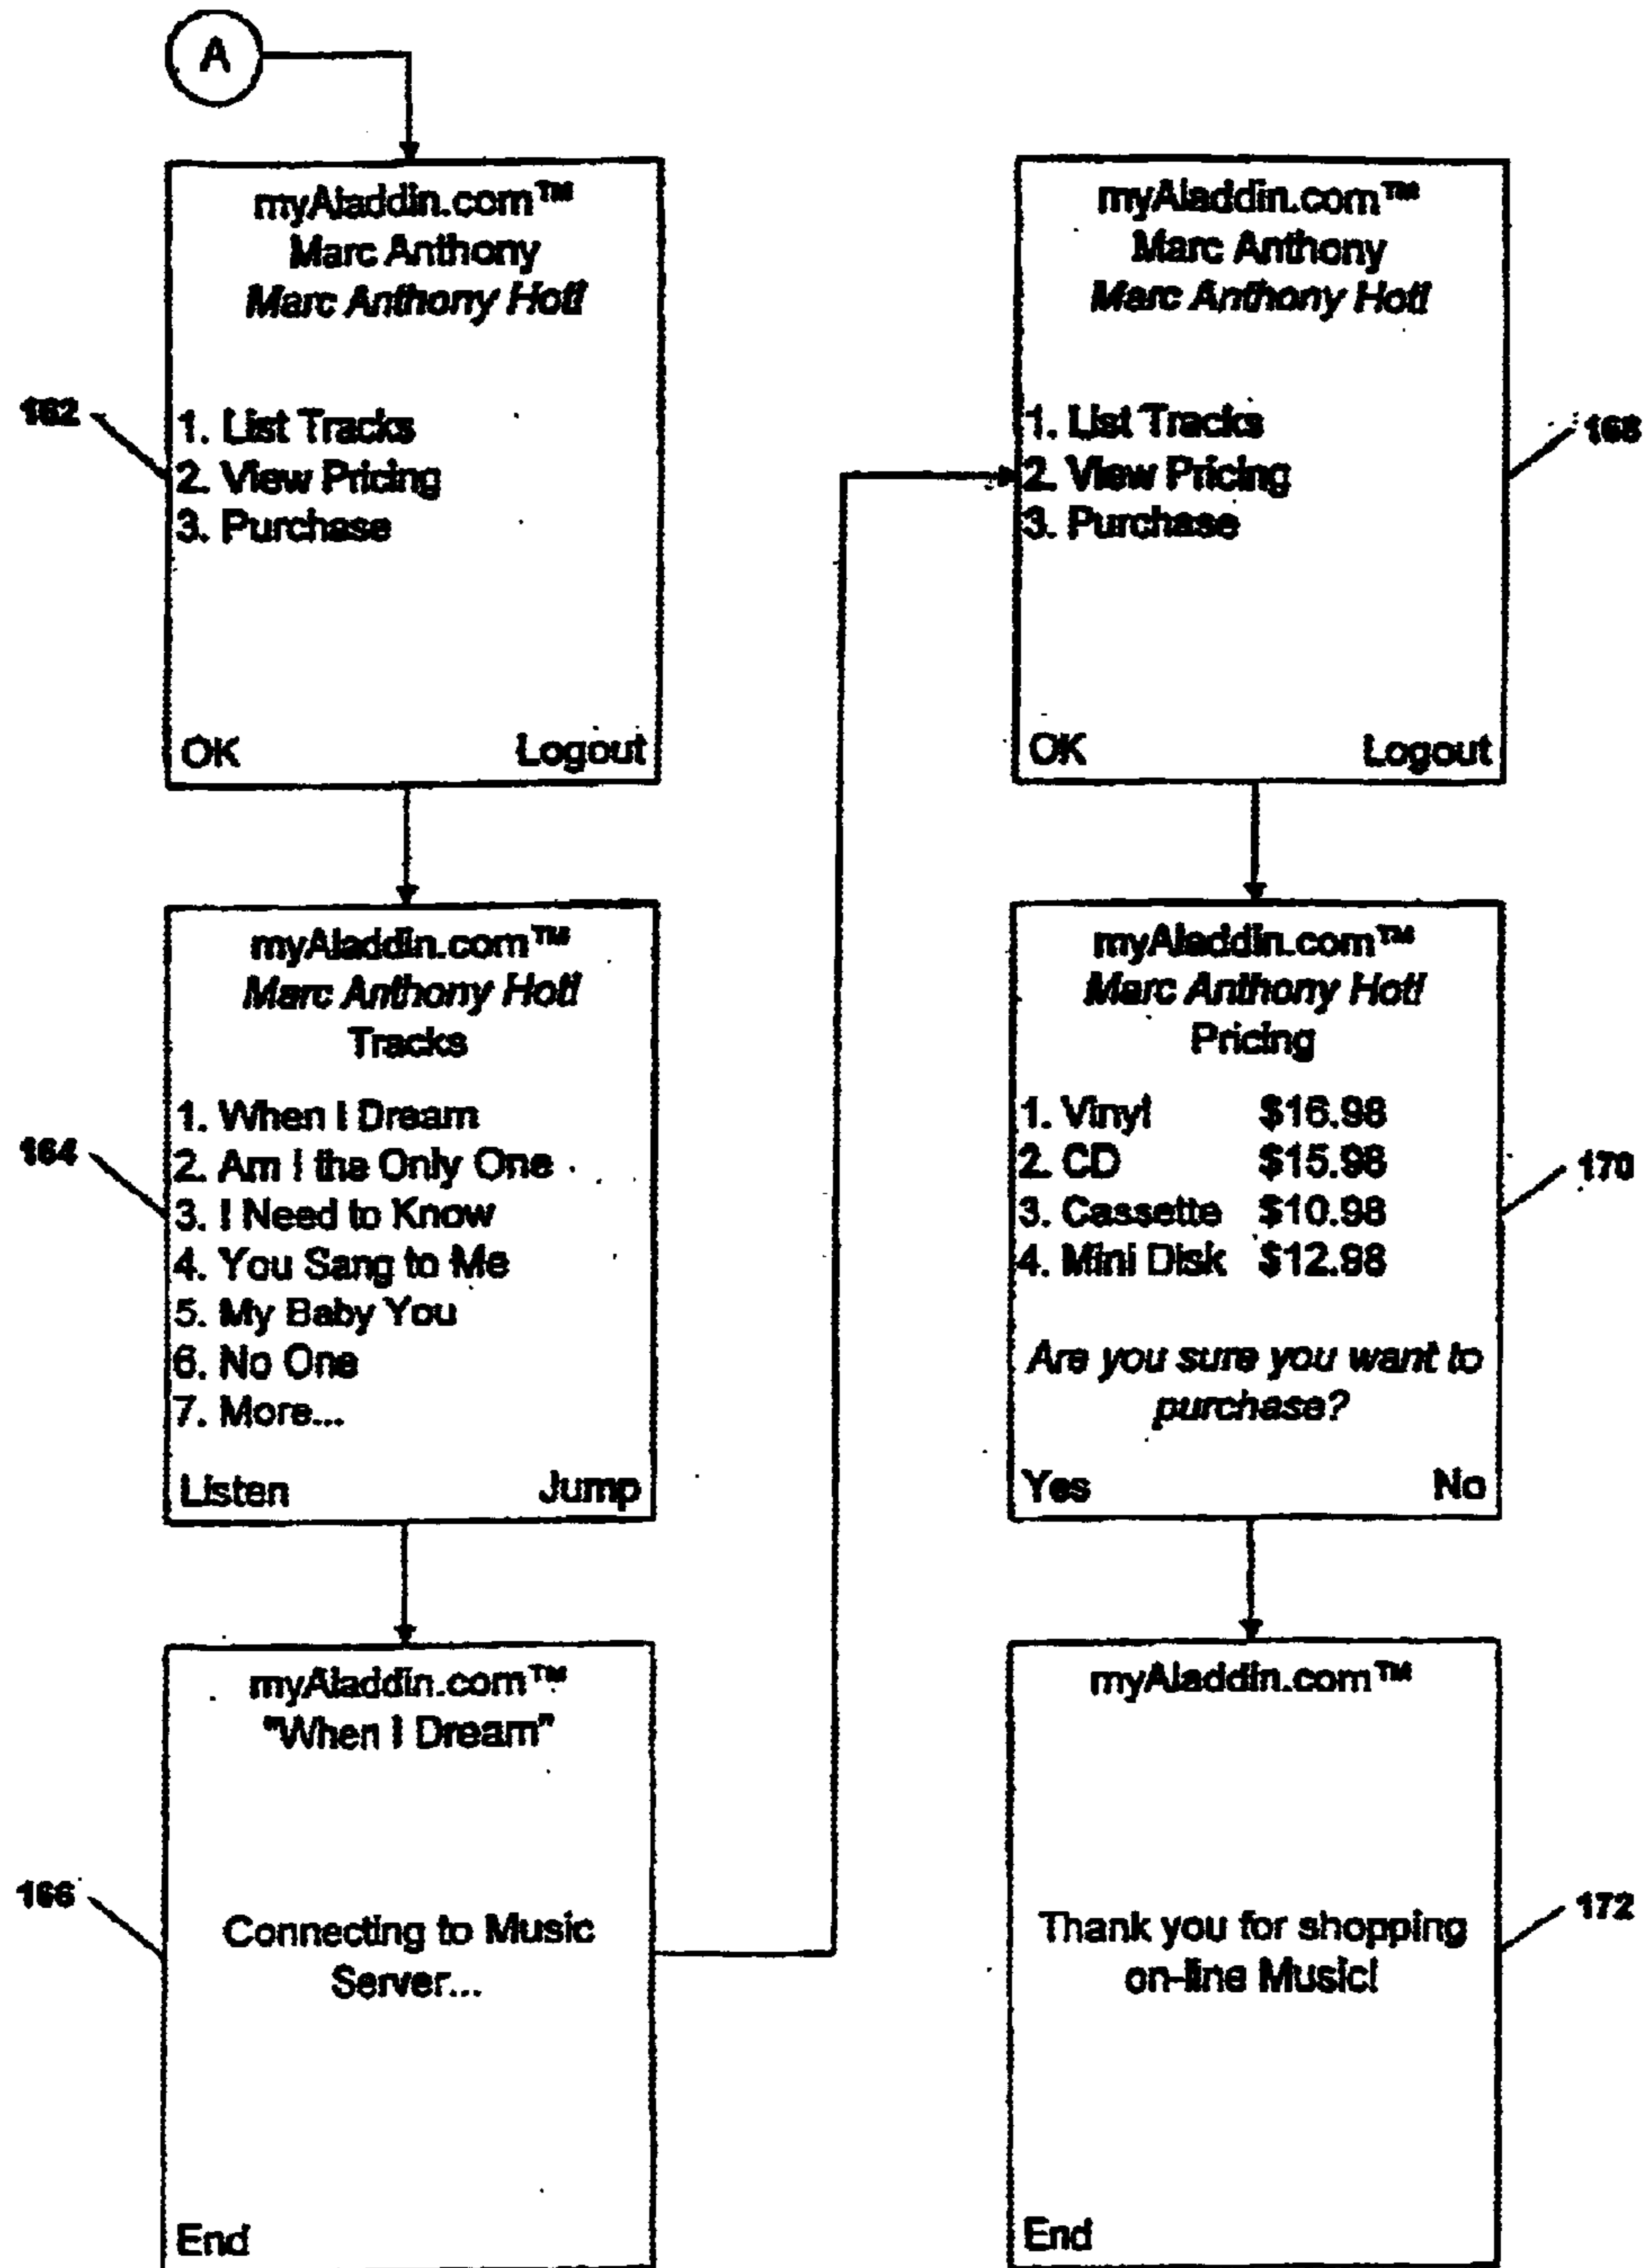 A
myAladdin.com™
Marc Anthony
Marc Anthony Hot!
162
1. List Tracks
2. View Pricing
3. Purchase
OK Logout
myAladdin.com™
Marc Anthony Hot!
Tracks
164
1. When I Dream
2. Am I the Only One
3. I Need to Know
4. You Sang to Me
5. My Baby You
6. No One
7. More...
Listen Jump
myAladdin.com™
"When I Dream"
166
Connecting to Music
Server...
End
myAladdin.com™
Marc Anthony
Marc Anthony Hot!
168
1. List Tracks
2. View Pricing
3. Purchase
OK Logout
myAladdin.com™
Marc Anthony Hot!
Pricing
1. Vinyl $16.98
2. CD $15.98
170
3. Cassette $10.98
4. Mini Disk $12.98
Are you sure you want to
purchase?
Yes No
myAladdin.com™
172
Thank you for shopping
on-line Music!
End